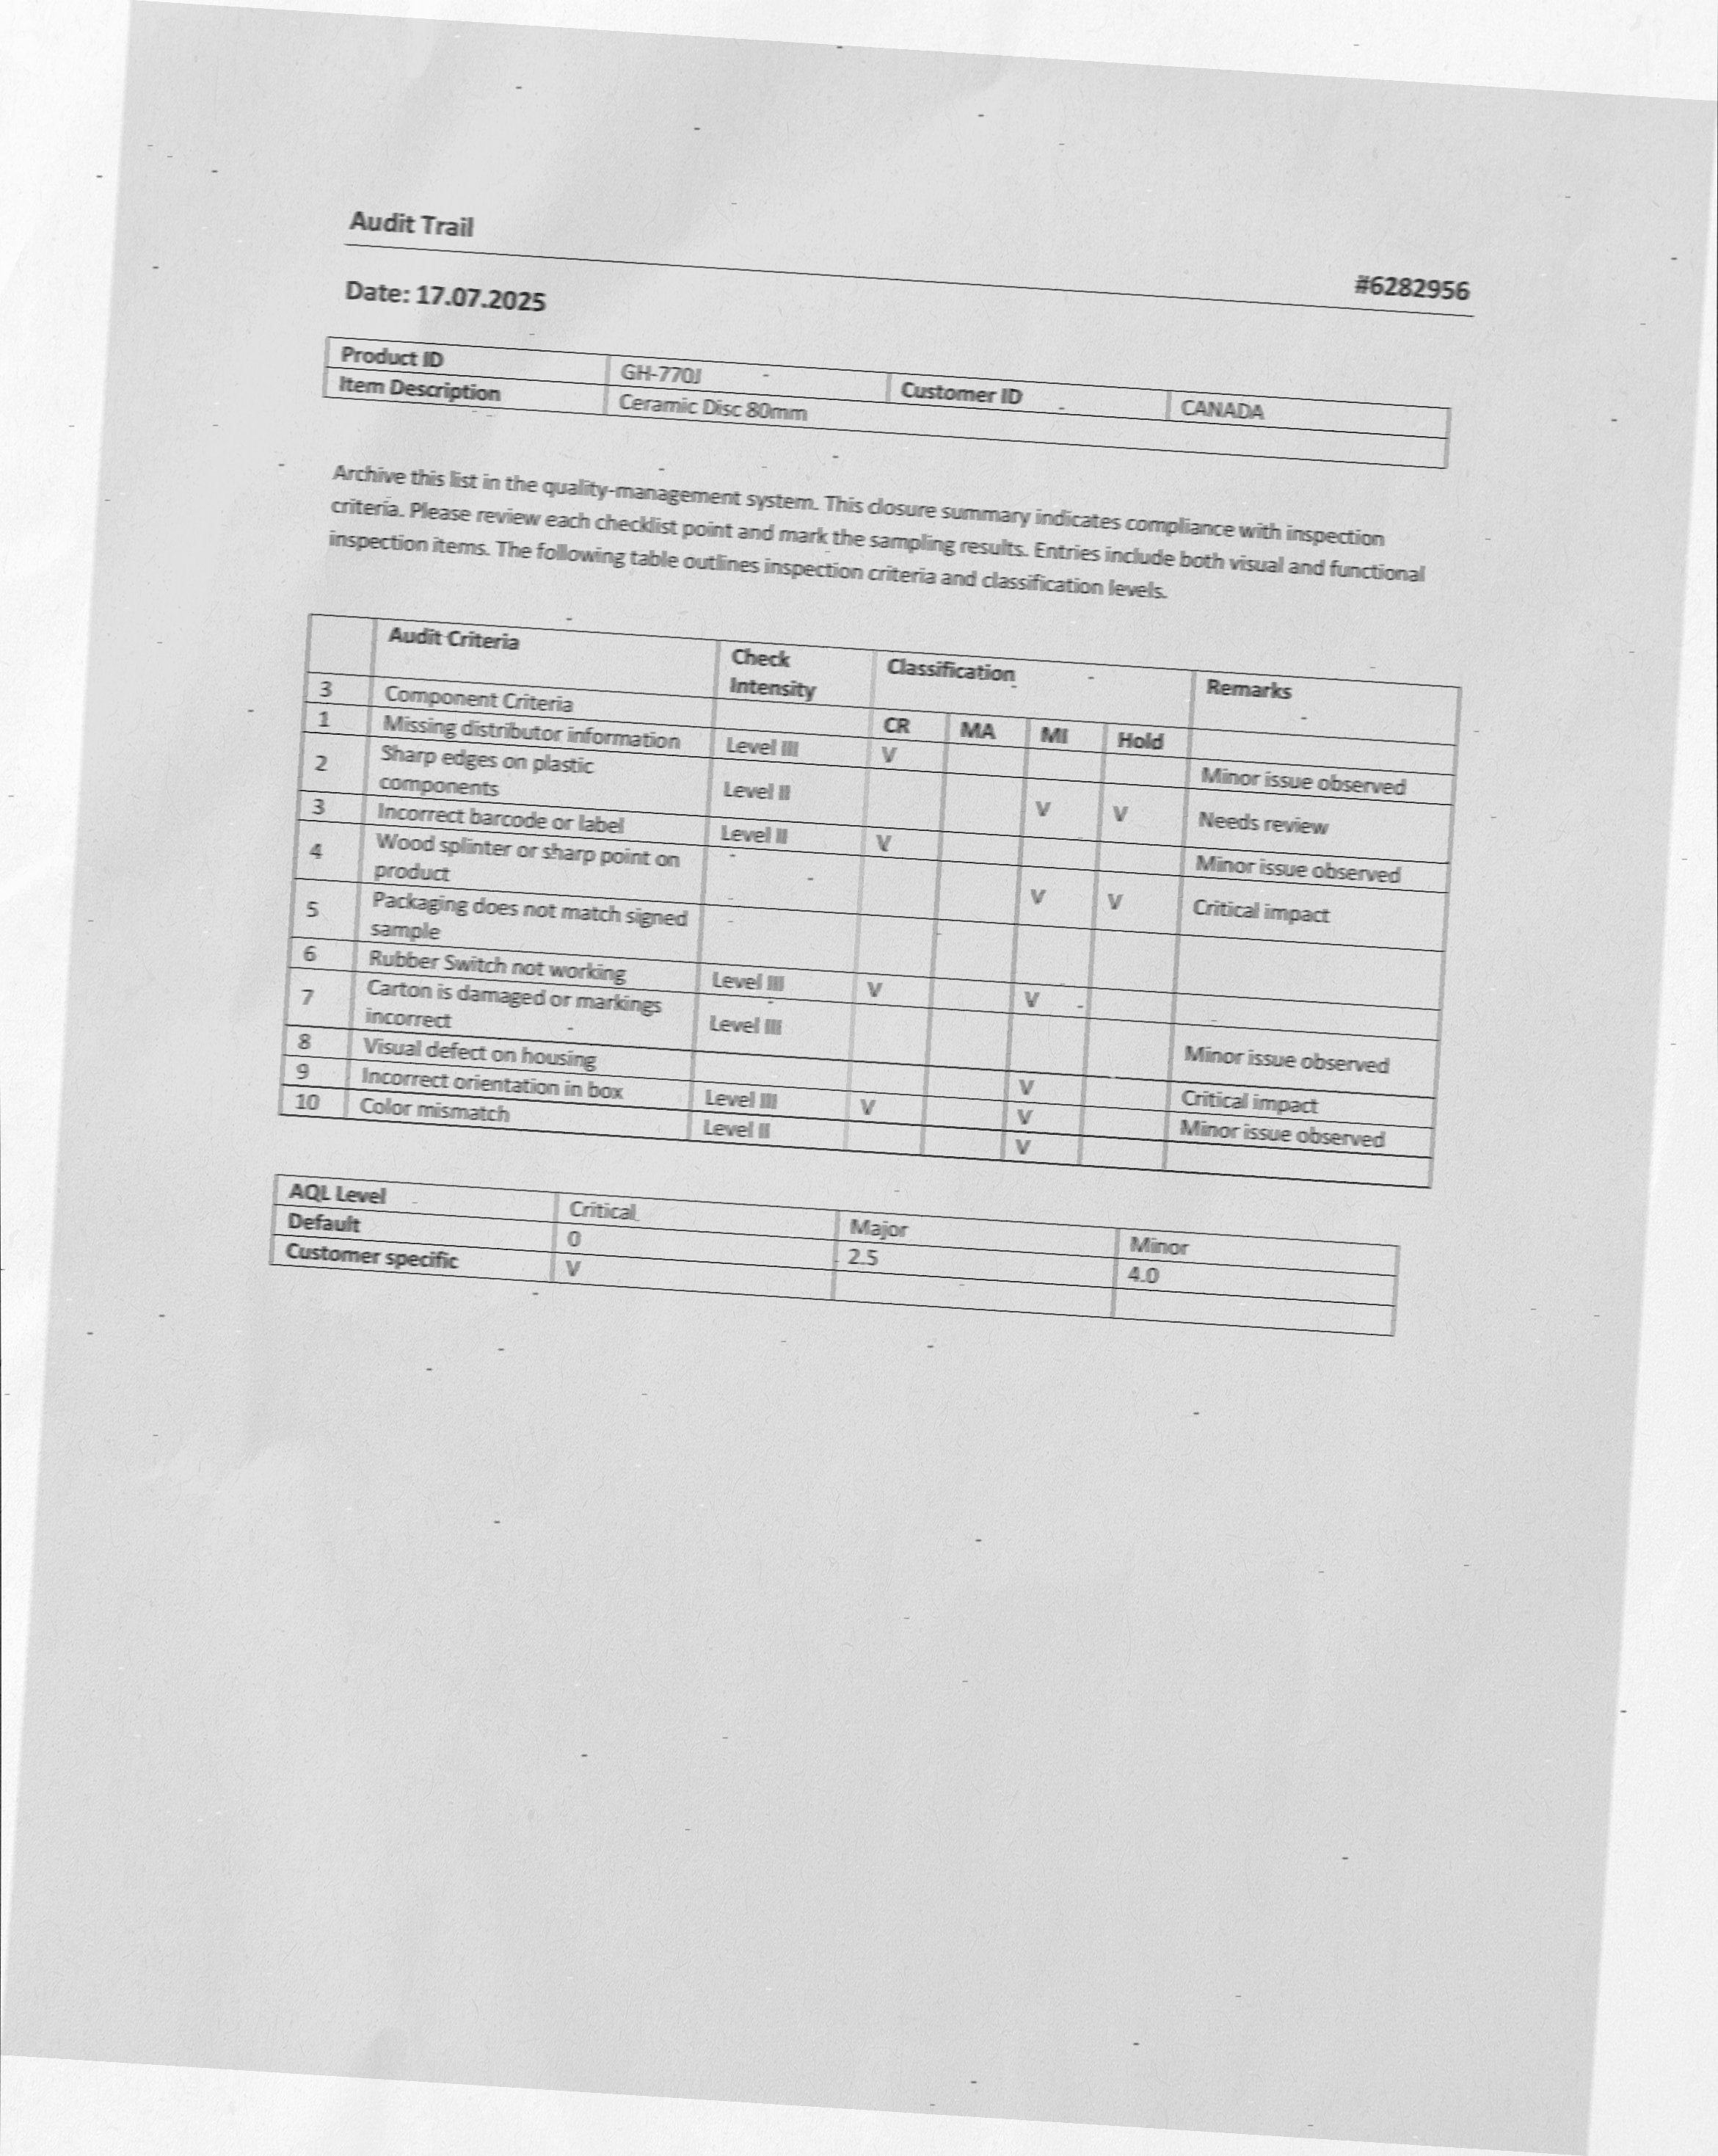 Audit Trail
#6282956
Date: 17.07.2025
Product ID GH-770J Customer ID CANADA
Item Description Ceramic Disc 80mm
Archive this list in the quality-management system. This closure summary indicates compliance with inspection
criteria. Please review each checklist point and mark the sampling results. Entries include both visual and functional
inspection items. The following table outlines inspection criteria and classification levels.
Audit Criteria Check Classification Remarks
Intensity
3 Component Criteria CR MA MI Hold
1 Missing distributor information Level III V Minor issue observed
2 Sharp edges on plastic Level II V V Needs review
components
3 Incorrect barcode or label Level II V Minor issue observed
4 Wood splinter or sharp point on V V Critical impact
product
5 Packaging does not match signed
sample
6 Rubber Switch not working Level III V V
7 Carton is damaged or markings Level III Minor issue observed
incorrect
8 Visual defect on housing V Critical impact
9 Incorrect orientation in box Level III V V Minor issue observed
10 Color mismatch Level II V
AQL Level Critical Major Minor
Default 0 2.5 4.0
Customer specific V